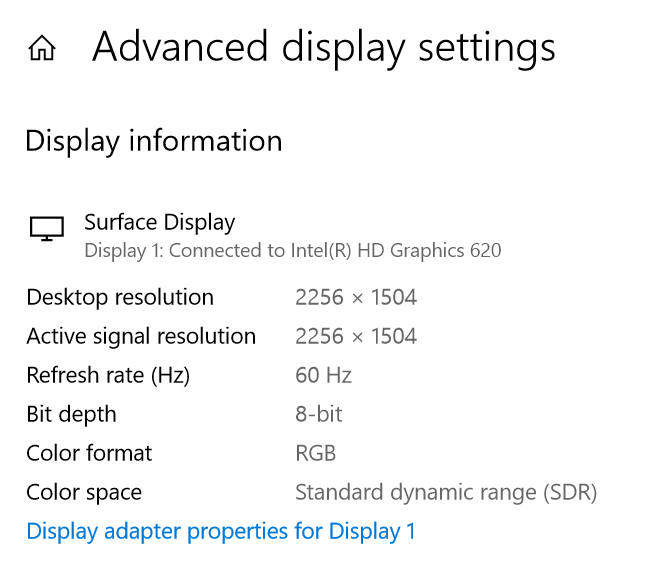 Advanced display settings
Display information
Surface Display
Display 1: Connected to Intel(R) HD Graphics 620
Desktop resolution 2256 × 1504
Active signal resolution 2256 × 1504
Refresh rate (Hz) 60 Hz
Bit depth 8-bit
Color format RGB
Color space Standard dynamic range (SDR)
Display adapter properties for Display 1